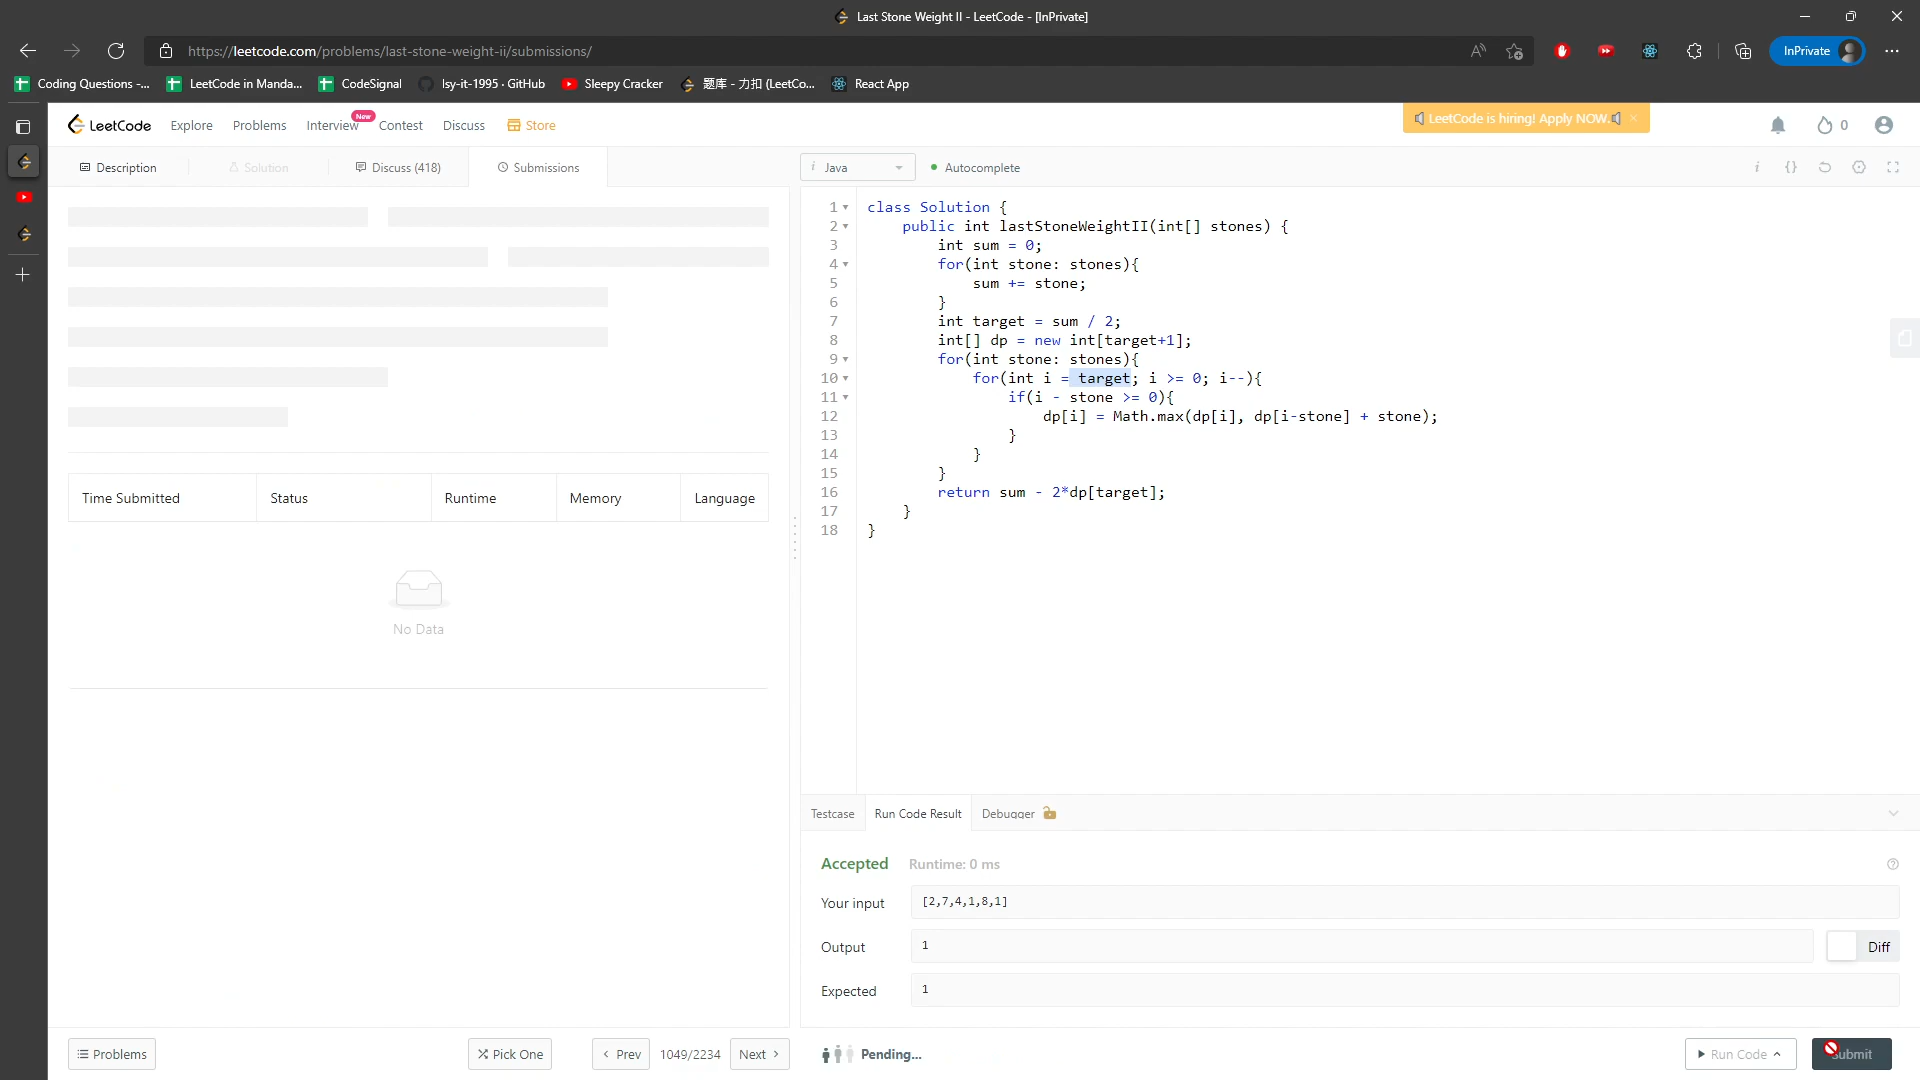 Last Stone Weight II - LeetCode - [InPrivate]
https://leetcode.com/problems/last-stone-weight-ii/submissions/
InPrivate
Coding Questions -...
LeetCode in Manda...
CodeSignal
lsy-it-1995 · GitHub
Sleepy Cracker
题库 - 力扣 (LeetCo...
React App
LeetCode
Explore
Problems
Interview
New
Contest
Discuss
Store
LeetCode is hiring! Apply NOW.
0
Description
Solution
Discuss (418)
Submissions
i Java
Autocomplete
i
{}
1 class Solution {
2 public int lastStoneWeightII(int[] stones) {
3 int sum = 0;
4 for(int stone: stones){
5 sum += stone;
6 }
7 int target = sum / 2;
8 int[] dp = new int[target+1];
9 for(int stone: stones){
10 for(int i = target; i >= 0; i--){
11 if(i - stone >= 0){
12 dp[i] = Math.max(dp[i], dp[i-stone] + stone);
13 }
14 }
15 }
16 return sum - 2*dp[target];
17 }
18 }
Time Submitted
Status
Runtime
Memory
Language
No Data
Testcase
Run Code Result
Debugger
Accepted
Runtime: 0 ms
Your input
[2,7,4,1,8,1]
Output
1
Diff
Expected
1
Problems
Pick One
Prev
1049/2234
Next
Pending...
Run Code
Submit